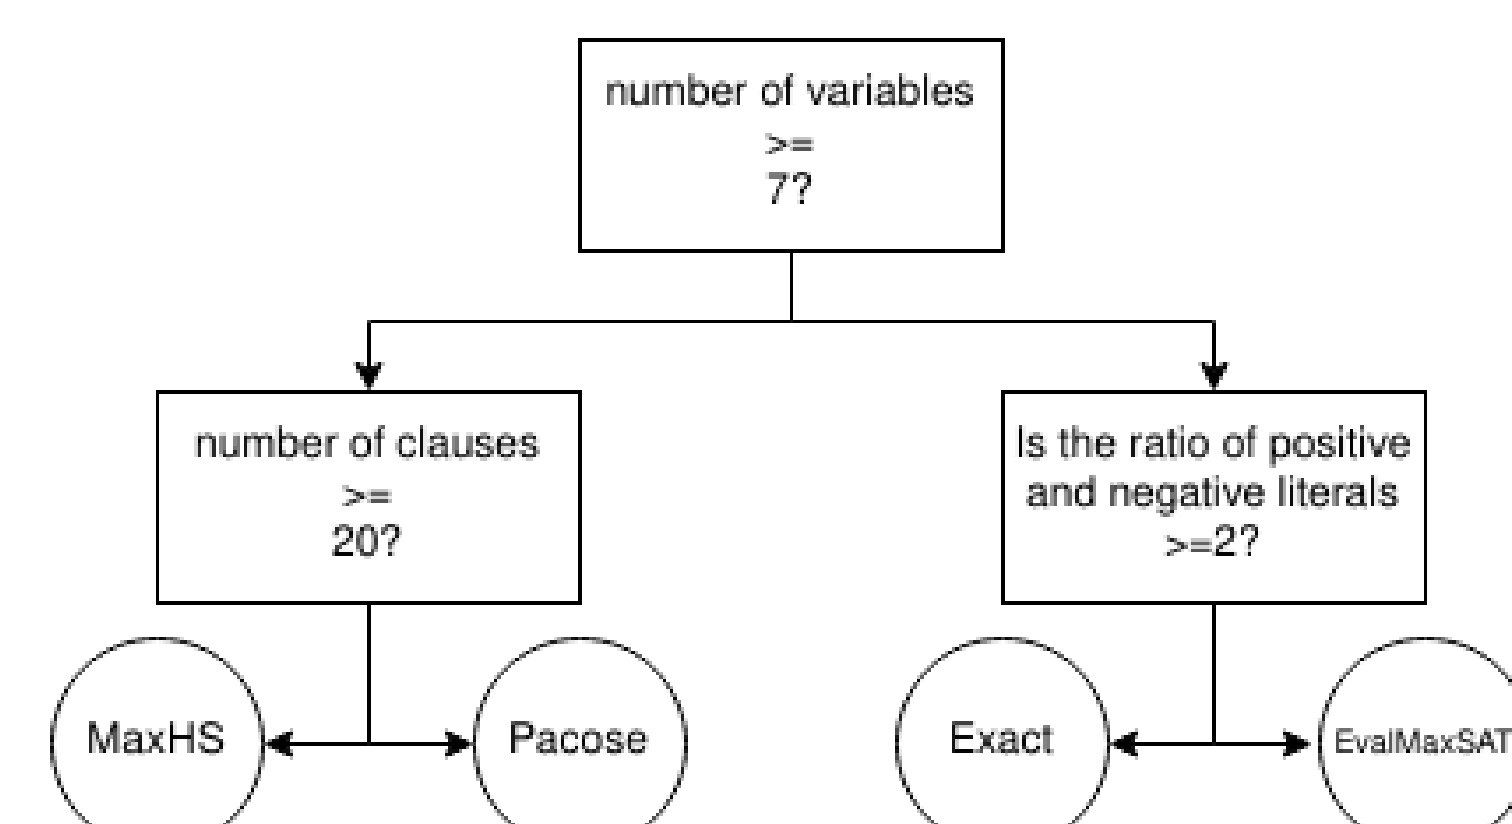 number of variables
>=
7?
number of clauses
>=
20?
Is the ratio of positive
and negative literals
>=2?
MaxHS
Pacose
Exact
EvalMaxSAT